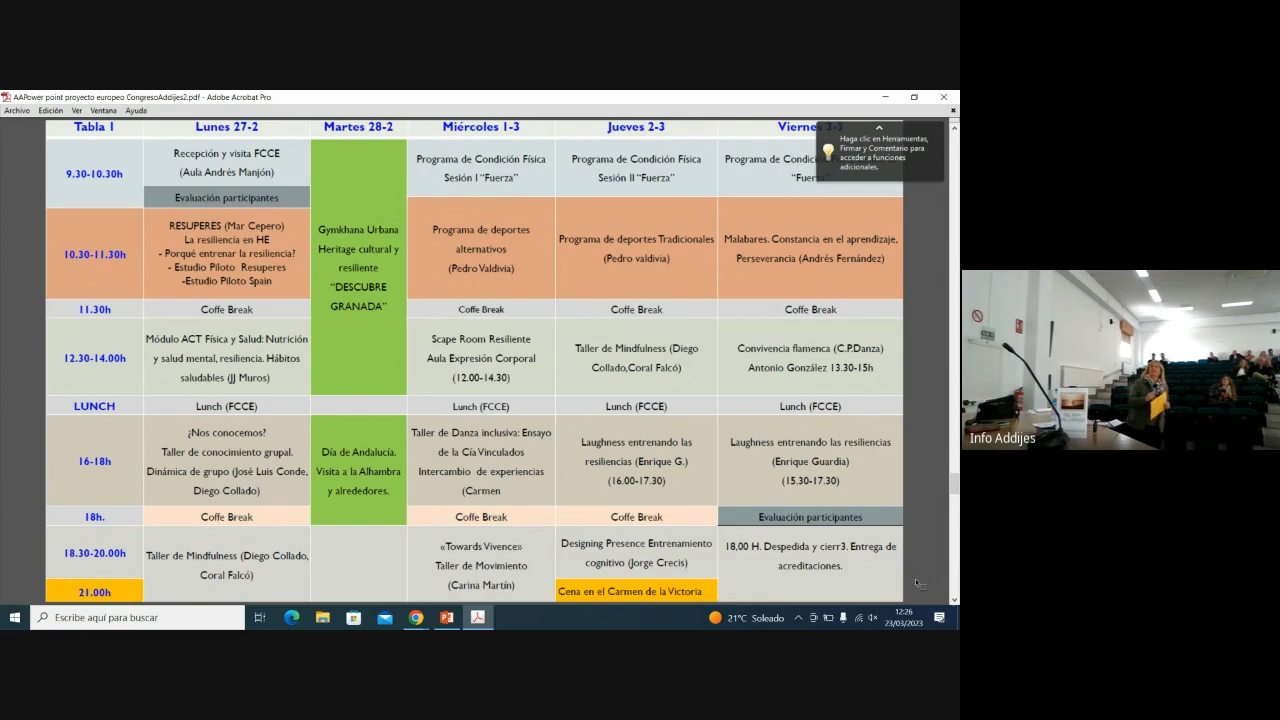 AAPower point proyecto europeo CongresoAddijes2.pdf - Adobe Acrobat Pro
Archivo Edición Ver Ventana Ayuda
Tabla 1 Lunes 27-2 Martes 28-2 Miércoles 1-3 Jueves 2-3 Viernes 3-3
Haga clic en Herramientas,
Firmar y Comentario para
acceder a funciones
adicionales.
9.30-10.30h
Recepción y visita FCCE
(Aula Andrés Manjón)
Evaluación participantes
Programa de Condición Física
Sesión I “Fuerza”
Programa de Condición Física
Sesión II “Fuerza”
Programa de Condición
“Fuerza”
10.30-11.30h
RESUPERES (Mar Cepero)
La resiliencia en HE
- Porquè entrenar la resiliencia?
- Estudio Piloto Resuperes
-Estudio Piloto Spain
Gymkhana Urbana
Heritage cultural y
resiliente
“DESCUBRE
GRANADA”
Programa de deportes
alternativos
(Pedro Valdivia)
Programa de deportes Tradicionales
(Pedro valdivia)
Malabares. Constancia en el aprendizaje,
Perseverancia (Andrés Fernández)
11.30h Coffe Break Coffe Break Coffe Break Coffe Break
12.30-14.00h
Módulo ACT Física y Salud: Nutrición
y salud mental, resiliencia. Hábitos
saludables (JJ Muros)
Scape Room Resiliente
Aula Expresión Corporal
(12.00-14.30)
Taller de Mindfulness (Diego
Collado,Coral Falcó)
Convivencia flamenca (C.P.Danza)
Antonio González 13.30-15h
LUNCH Lunch (FCCE) Lunch (FCCE) Lunch (FCCE) Lunch (FCCE)
16-18h
¿Nos conocemos?
Taller de conocimiento grupal.
Dinámica de grupo (José Luis Conde,
Diego Collado)
Día de Andalucía.
Visita a la Alhambra
y alrededores.
Taller de Danza inclusiva: Ensayo
de la Cía Vinculados
Intercambio de experiencias
(Carmen
Laughness entrenando las
resiliencias (Enrique G.)
(16.00-17.30)
Laughness entrenando las resiliencias
(Enrique Guardia)
(15.30-17.30)
18h. Coffe Break Coffe Break Coffe Break Evaluación participantes
18.30-20.00h
Taller de Mindfulness (Diego Collado,
Coral Falcó)
«Towards Vivence»
Taller de Movimiento
(Carina Martín)
Designing Presence Entrenamiento
cognitivo (Jorge Crecis)
18,00 H. Despedida y cierr3. Entrega de
acreditaciones.
21.00h
Cena en el Carmen de la Victoria
Escribe aquí para buscar
21°C Soleado
12:26
23/03/2023
Info Addijes